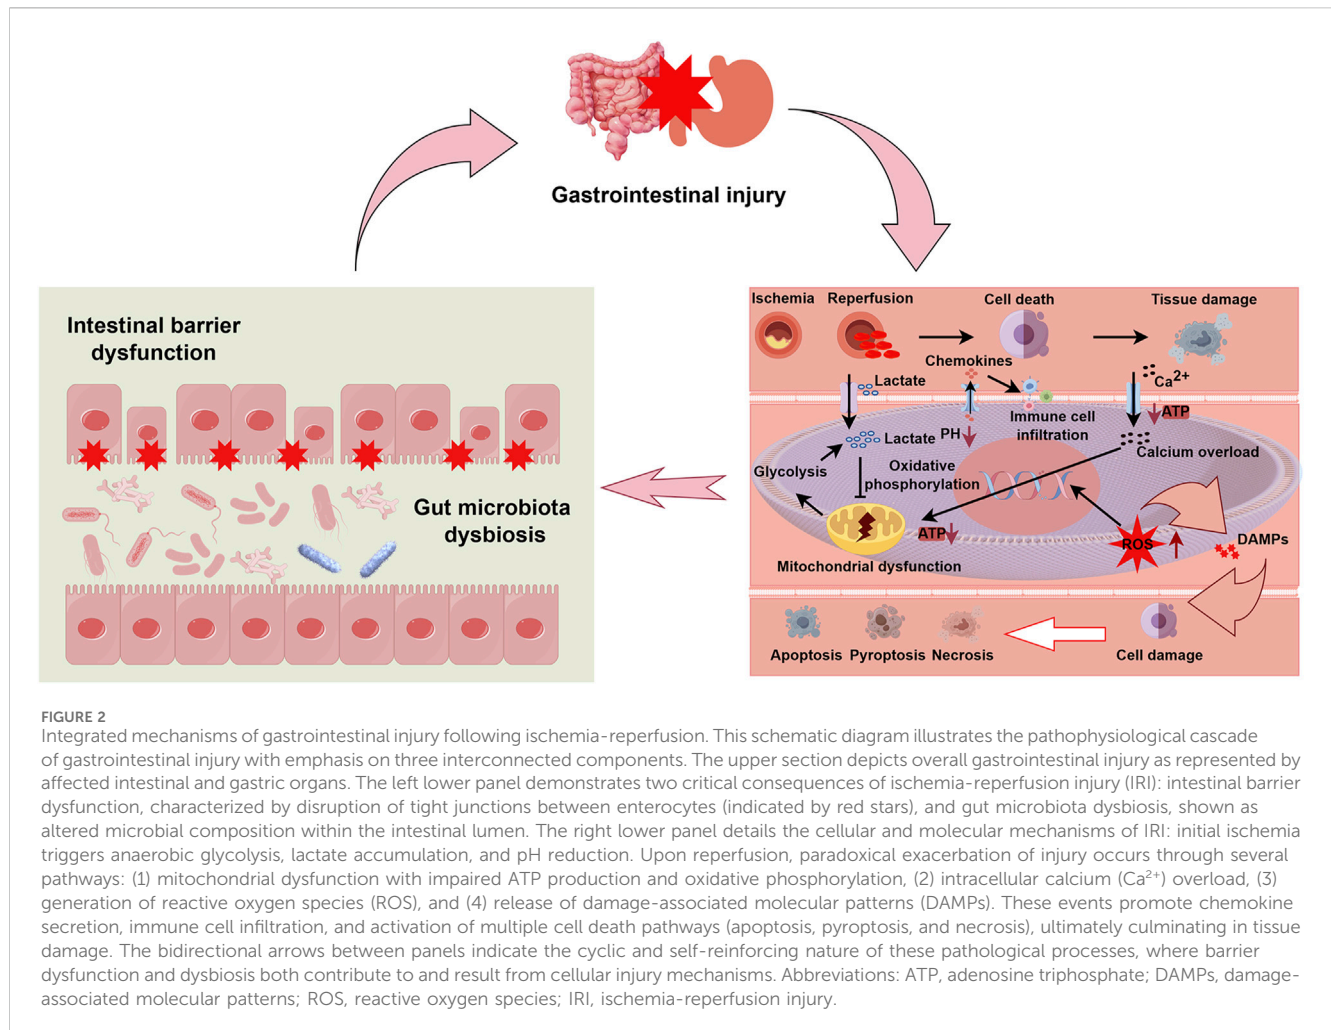 Gastrointestinal injury
Intestinal barrier
dysfunction
Gut microbiota
dysbiosis
Ischemia
Reperfusion
Cell death
Tissue damage
Chemokines
Lactate
Ca2+
ATP
Immune cell
infiltration
Lactate
PH
Calcium overload
Glycolysis
Oxidative
phosphorylation
ATP
ROS
DAMPs
Mitochondrial dysfunction
Apoptosis
Pyroptosis
Necrosis
Cell damage
FIGURE 2
Integrated mechanisms of gastrointestinal injury following ischemia-reperfusion. This schematic diagram illustrates the pathophysiological cascade
of gastrointestinal injury with emphasis on three interconnected components. The upper section depicts overall gastrointestinal injury as represented by
affected intestinal and gastric organs. The left lower panel demonstrates two critical consequences of ischemia-reperfusion injury (IRI): intestinal barrier
dysfunction, characterized by disruption of tight junctions between enterocytes (indicated by red stars), and gut microbiota dysbiosis, shown as
altered microbial composition within the intestinal lumen. The right lower panel details the cellular and molecular mechanisms of IRI: initial ischemia
triggers anaerobic glycolysis, lactate accumulation, and pH reduction. Upon reperfusion, paradoxical exacerbation of injury occurs through several
pathways: (1) mitochondrial dysfunction with impaired ATP production and oxidative phosphorylation, (2) intracellular calcium (Ca²⁺) overload, (3)
generation of reactive oxygen species (ROS), and (4) release of damage-associated molecular patterns (DAMPs). These events promote chemokine
secretion, immune cell infiltration, and activation of multiple cell death pathways (apoptosis, pyroptosis, and necrosis), ultimately culminating in tissue
damage. The bidirectional arrows between panels indicate the cyclic and self-reinforcing nature of these pathological processes, where barrier
dysfunction and dysbiosis both contribute to and result from cellular injury mechanisms. Abbreviations: ATP, adenosine triphosphate; DAMPs, damage-
associated molecular patterns; ROS, reactive oxygen species; IRI, ischemia-reperfusion injury.